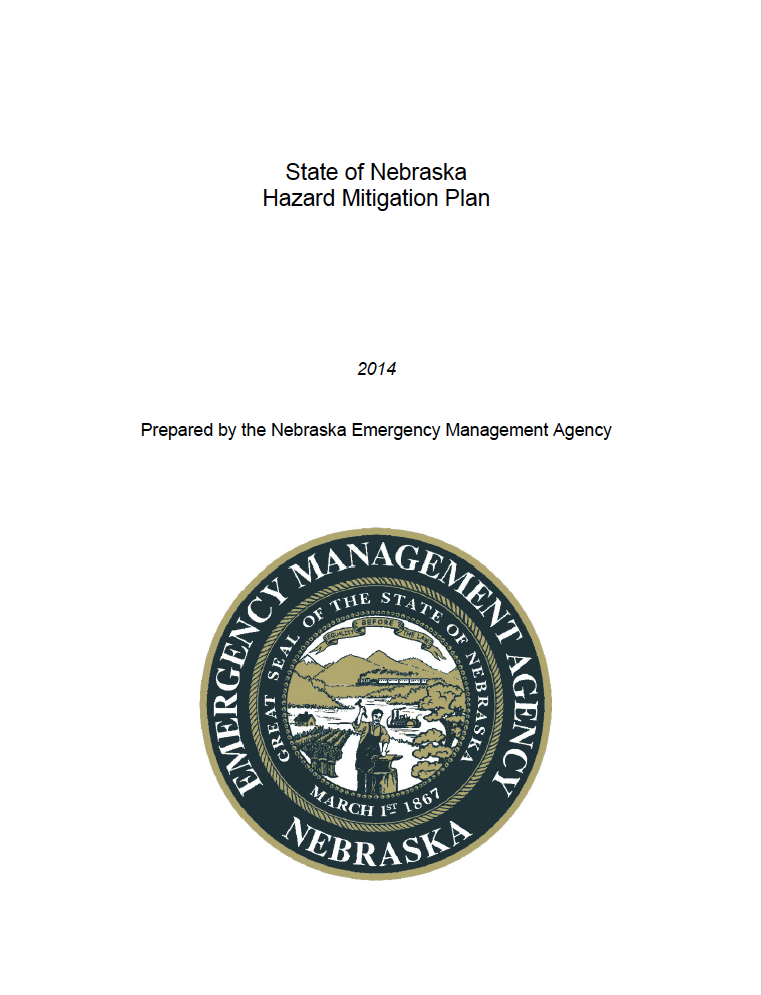 State of Nebraska
Hazard Mitigation Plan
2014
Prepared by the Nebraska Emergency Management Agency
EMERGENCY MANAGEMENT AGENCY
GREAT SEAL OF THE STATE OF NEBRASKA
EQUALITY BEFORE THE LAW
MARCH 1ST 1867
NEBRASKA